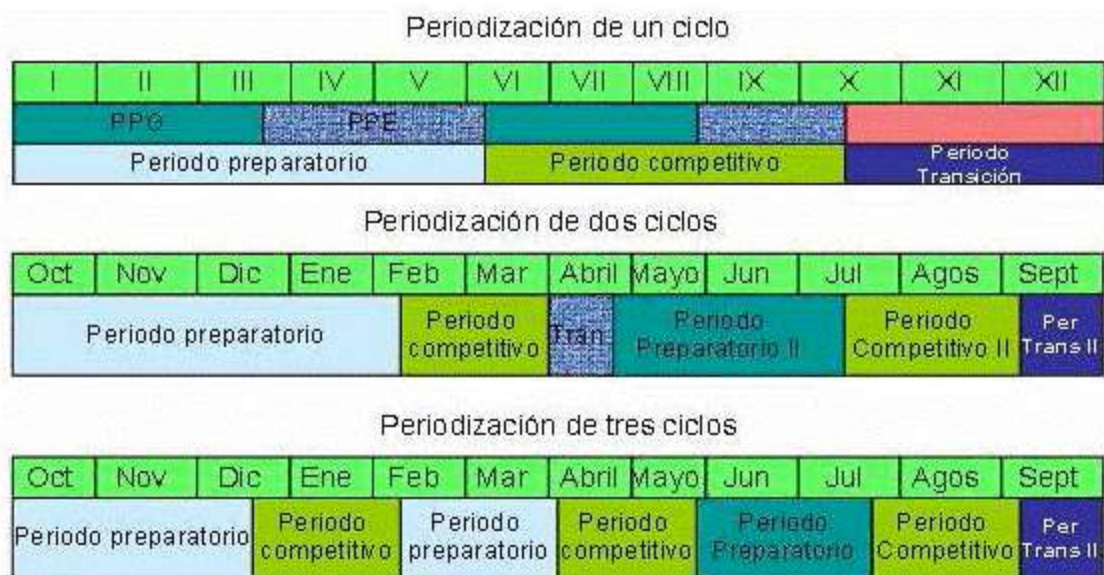 Periodización de un ciclo
I II III IV V VI VII VIII IX X XI XII
PPG PPE
Periodo preparatorio Periodo competitivo Periodo
Transición
Periodización de dos ciclos
Oct Nov Dic Ene Feb Mar Abril Mayo Jun Jul Agos Sept
Periodo preparatorio Periodo
competitivo Tran Periodo
Preparatorio II Periodo
Competitivo II Per
Trans II
Periodización de tres ciclos
Oct Nov Dic Ene Feb Mar Abril Mayo Jun Jul Agos Sept
Periodo preparatorio Periodo
competitivo Periodo
preparatorio Periodo
competitivo Periodo
Preparatorio Periodo
Competitivo Per
Trans II